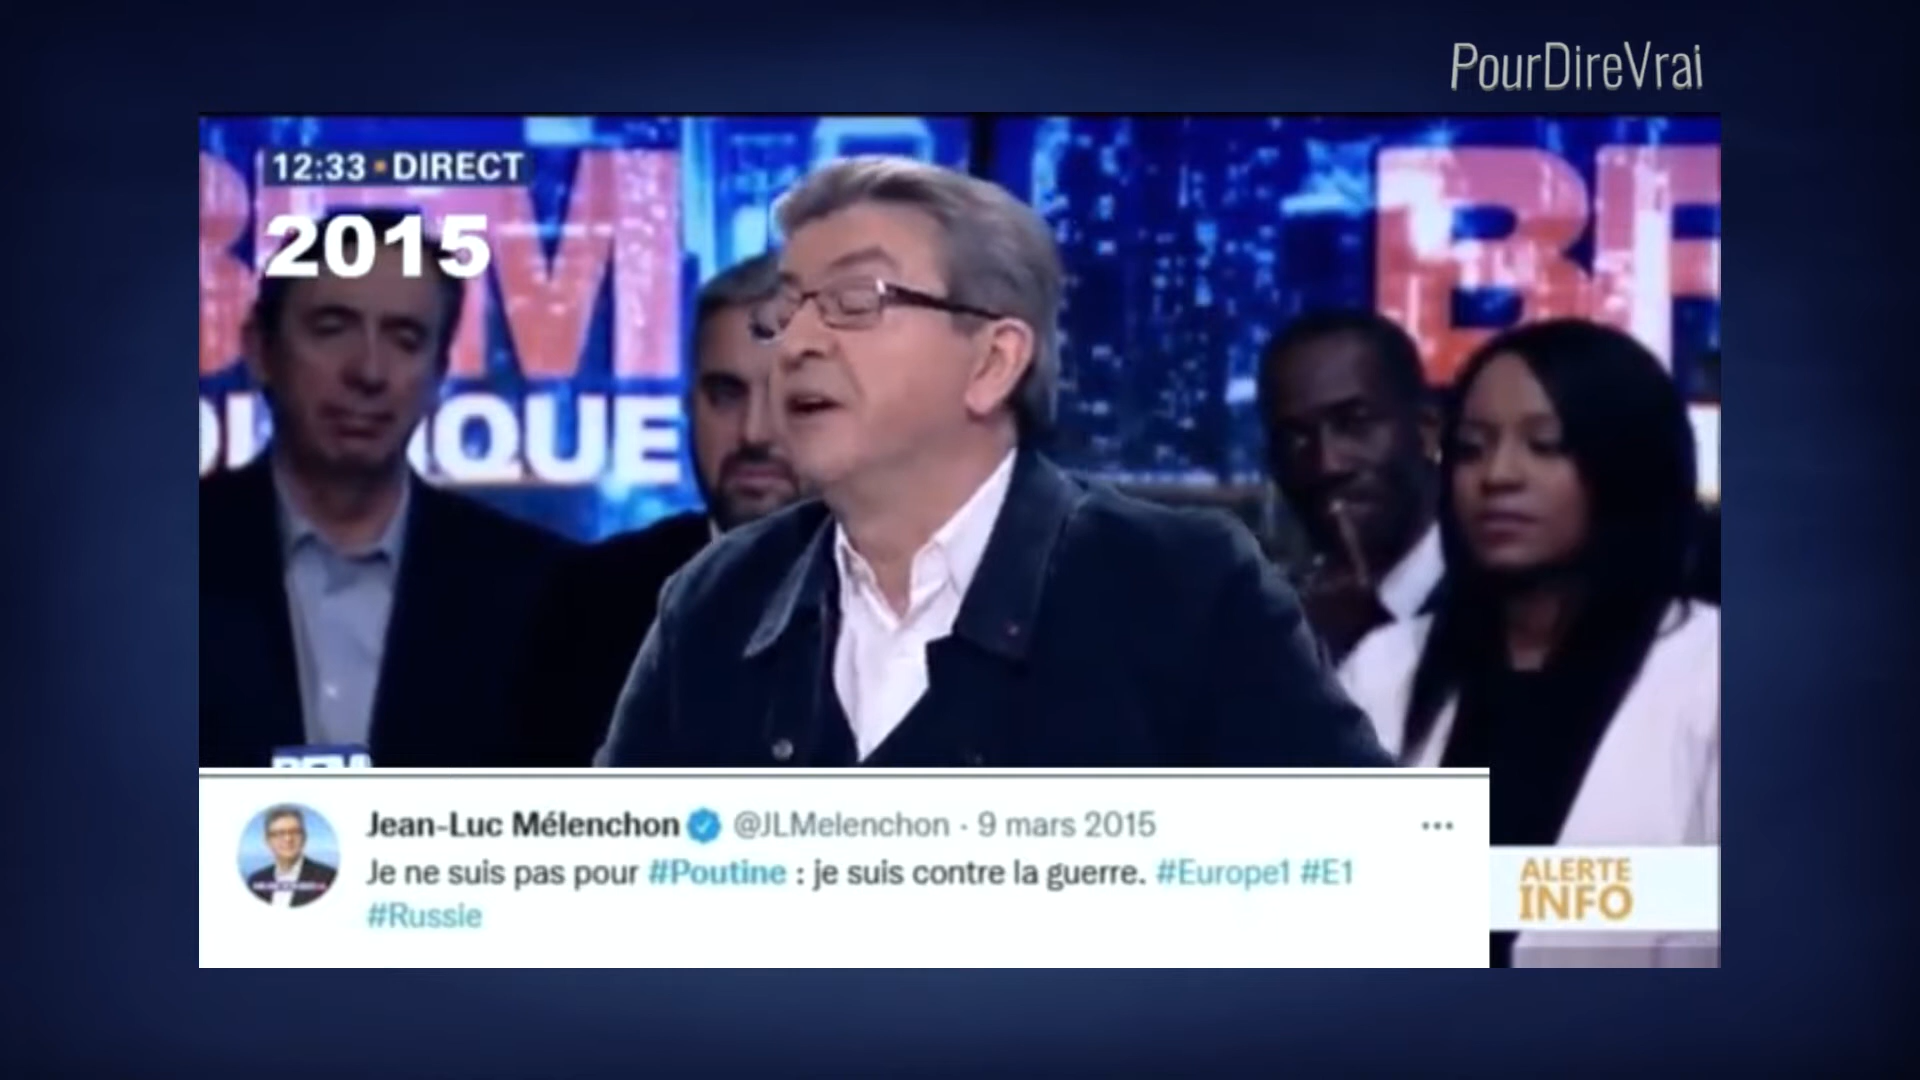 PourDireVrai
12:33 • DIRECT
2015
ALERTE
INFO
Jean-Luc Mélenchon @JLMelenchon · 9 mars 2015
Je ne suis pas pour #Poutine : je suis contre la guerre. #Europe1 #E1
#Russie